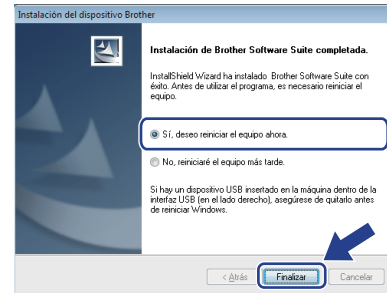 Instalación del dispositivo Brother
Instalación de Brother Software Suite completada.
InstallShield Wizard ha instalado Brother Software Suite con
éxito. Antes de utilizar el programa, es necesario reiniciar el
equipo.
Sí, deseo reiniciar el equipo ahora.
No, reiniciaré el equipo más tarde.
Si hay un dispositivo USB insertado en la máquina dentro de la
interfaz USB (en el lado derecho), asegúrese de quitarlo antes
de reiniciar Windows.
< Atrás Finalizar Cancelar